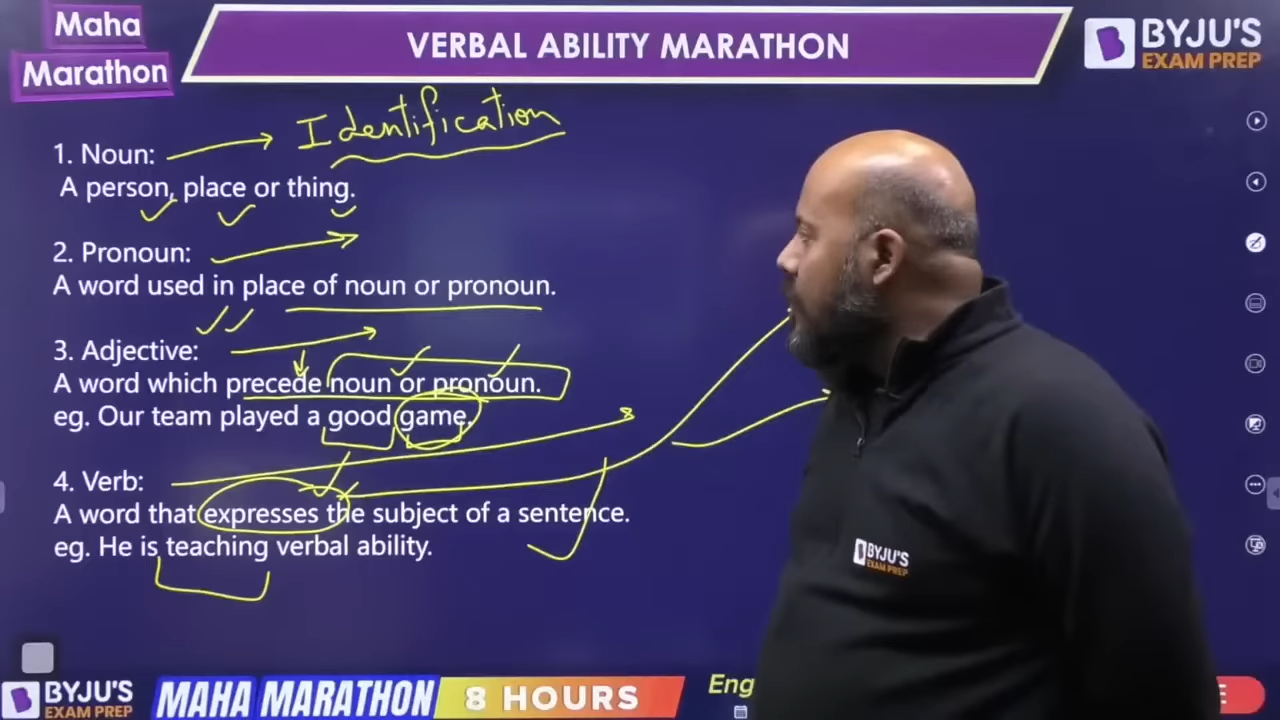 Maha
Marathon
VERBAL ABILITY MARATHON
BYJU'S
EXAM PREP
Identification
1. Noun:
A person, place or thing.
2. Pronoun:
A word used in place of noun or pronoun.
3. Adjective:
A word which precede noun or pronoun.
eg. Our team played a good game.
4. Verb:
A word that expresses the subject of a sentence.
eg. He is teaching verbal ability.
BYJU'S
EXAM PREP
BYJU'S
EXAM PREP
MAHA MARATHON
8 HOURS
Eng
E